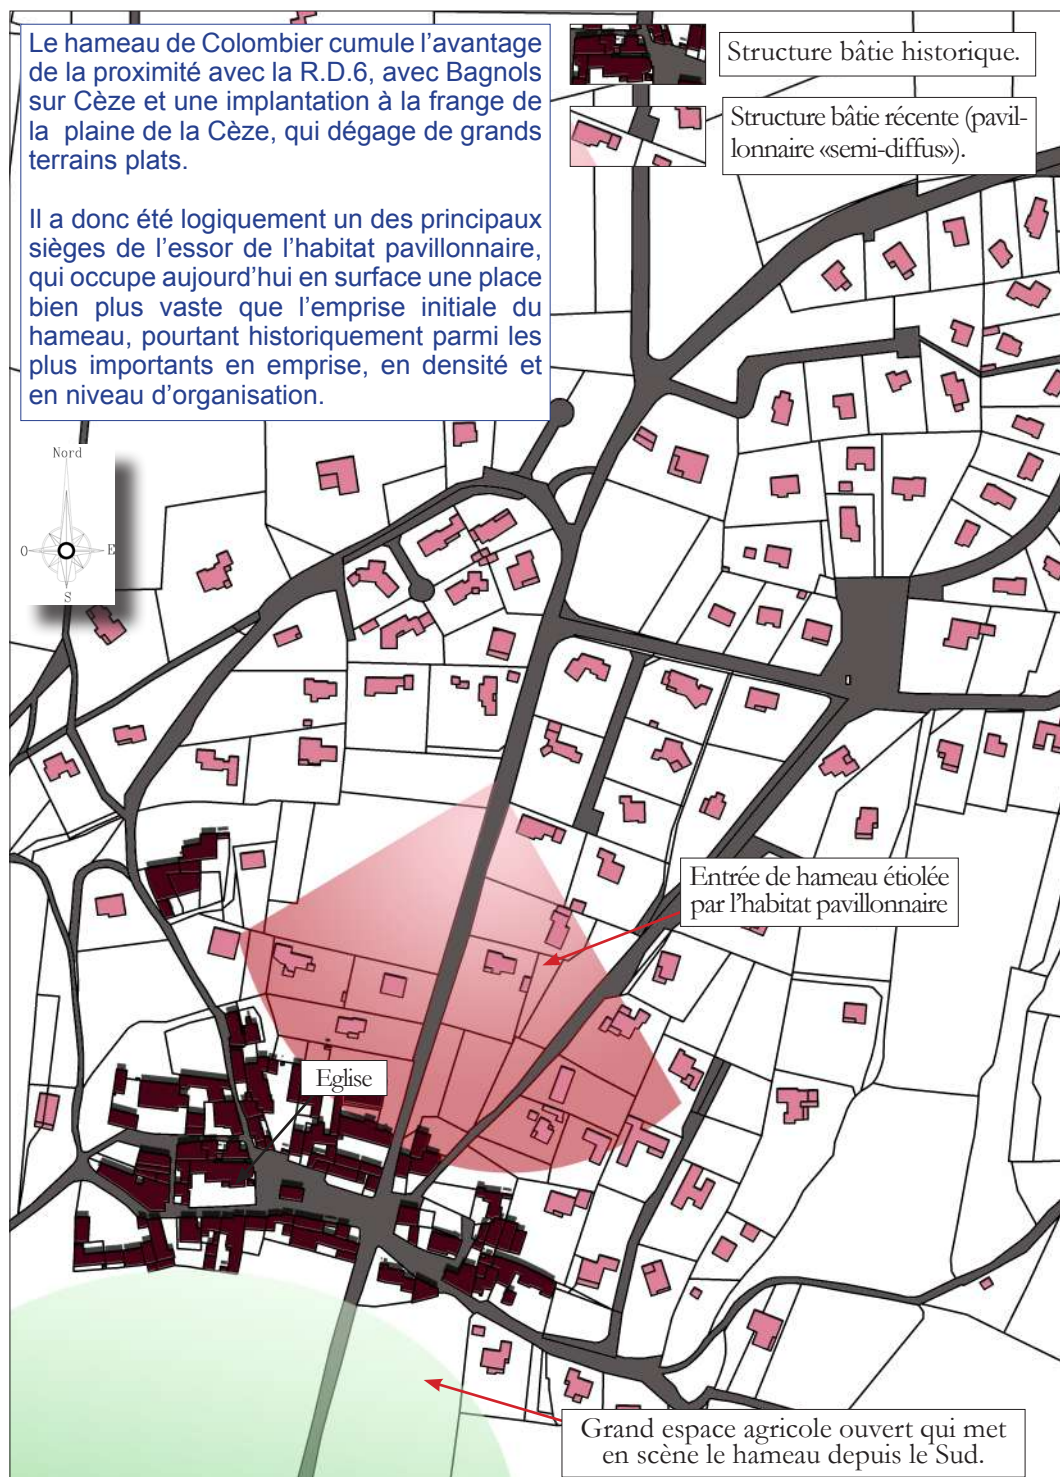 Le hameau de Colombier cumule l’avantage
de la proximité avec la R.D.6, avec Bagnols
sur Cèze et une implantation à la frange de
la plaine de la Cèze, qui dégage de grands
terrains plats.
Il a donc été logiquement un des principaux
sièges de l’essor de l’habitat pavillonnaire,
qui occupe aujourd’hui en surface une place
bien plus vaste que l’emprise initiale du
hameau, pourtant historiquement parmi les
plus importants en emprise, en densité et
en niveau d’organisation.
Structure bâtie historique.
Structure bâtie récente (pavil-
lonnaire «semi-diffus»).
Nord
O
E
S
Entrée de hameau étiolée
par l’habitat pavillonnaire
Eglise
Grand espace agricole ouvert qui met
en scène le hameau depuis le Sud.